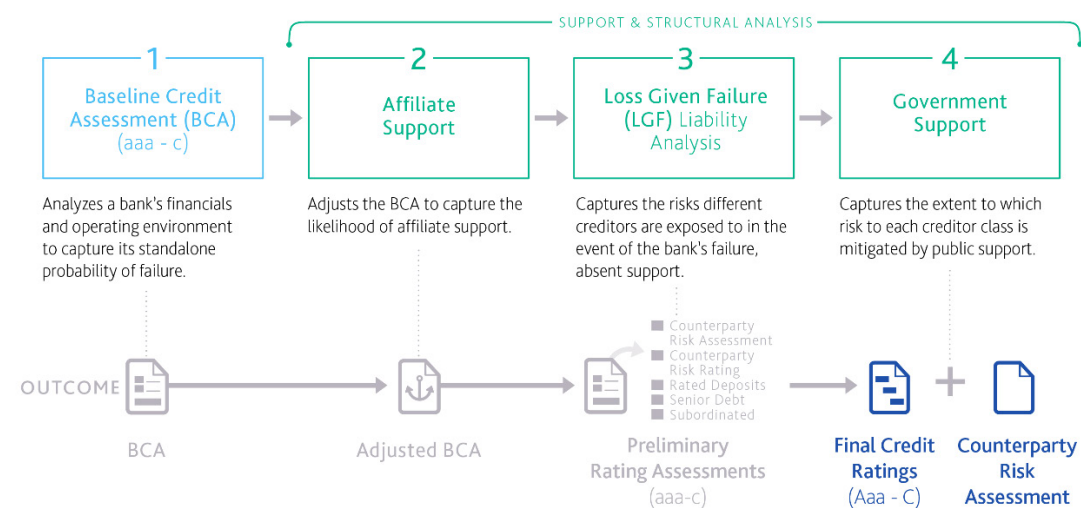 SUPPORT & STRUCTURAL ANALYSIS
1
Baseline Credit
Assessment (BCA)
(aaa - c)
2
Affiliate
Support
3
Loss Given Failure
(LGF) Liability
Analysis
4
Government
Support
Analyzes a bank's financials
and operating environment
to capture its standalone
probability of failure.
Adjusts the BCA to capture the
likelihood of affiliate support.
Captures the risks different
creditors are exposed to in the
event of the bank's failure,
absent support.
Captures the extent to which
risk to each creditor class is
mitigated by public support.
OUTCOME
BCA
Adjusted BCA
Counterparty
Risk Assessment
Counterparty
Risk Rating
Rated Deposits
Senior Debt
Subordinated
Preliminary
Rating Assessments
(aaa-c)
Final Credit
Ratings
(Aaa - C)
+
Counterparty
Risk
Assessment